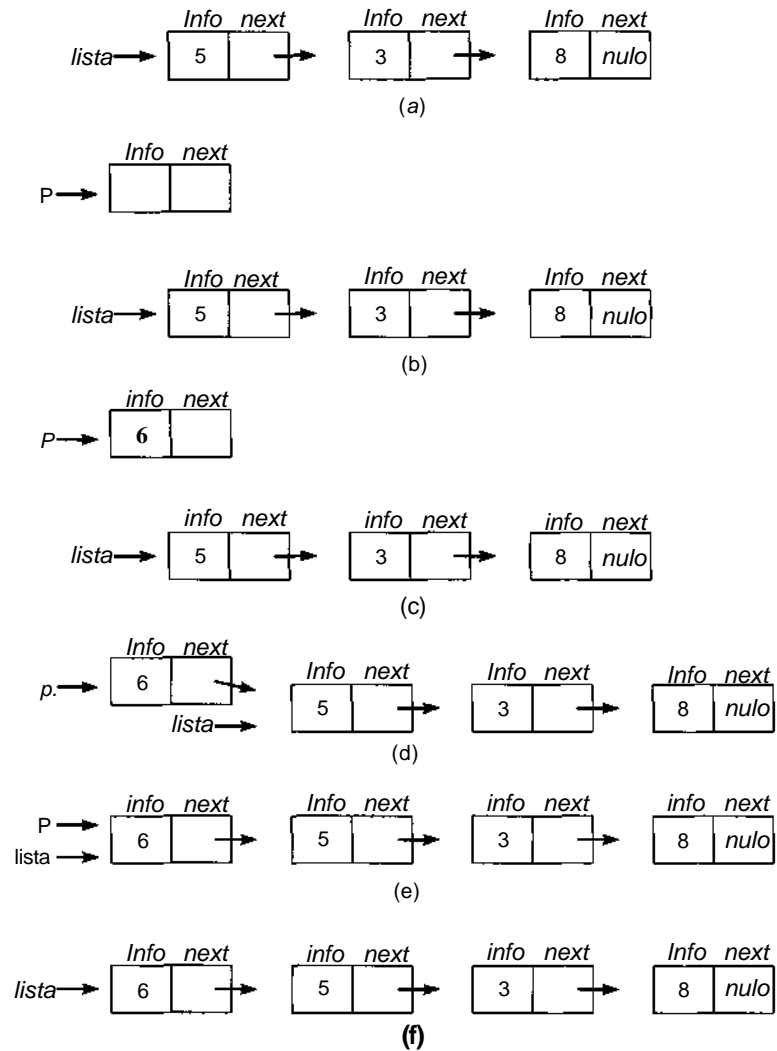 Info next Info next Info next
lista 5 3 8 nulo
(a)
Info next
P
Info next Info next Info next
lista 5 3 8 nulo
(b)
info next
P 6
info next info next info next
lista 5 3 8 nulo
(c)
Info next
p. 6
Info next Info next Info next
lista 5 3 8 nulo
(d)
info next Info next info next info next
P
lista 6 5 3 8 nulo
(e)
Info next info next info next Info next
lista 6 5 3 8 nulo
(f)